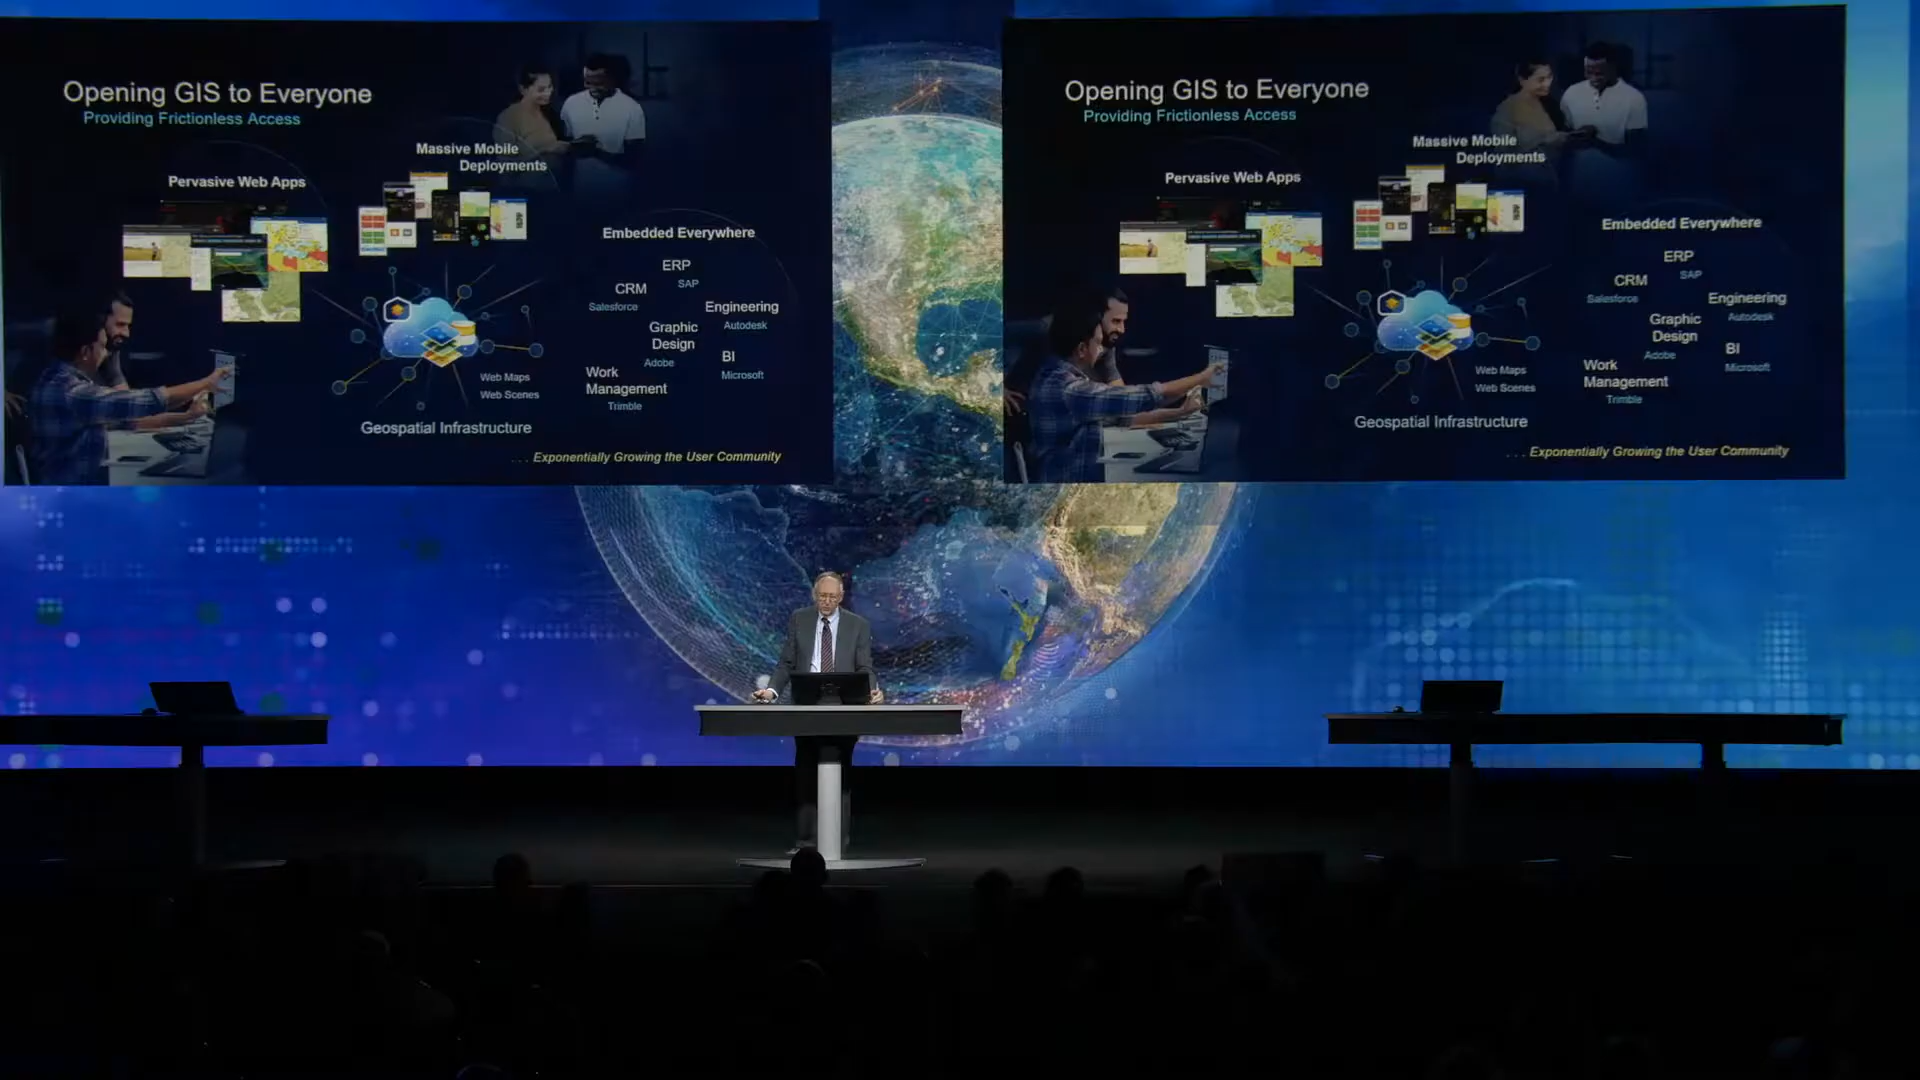 Opening GIS to Everyone
Providing Frictionless Access
Massive Mobile
Deployments
Pervasive Web Apps
Embedded Everywhere
ERP
SAP
CRM
Salesforce
Engineering
Autodesk
Graphic
Design
Adobe
BI
Microsoft
Work
Management
Trimble
Web Maps
Web Scenes
Geospatial Infrastructure
. . . Exponentially Growing the User Community
Opening GIS to Everyone
Providing Frictionless Access
Massive Mobile
Deployments
Pervasive Web Apps
Embedded Everywhere
ERP
SAP
CRM
Salesforce
Engineering
Autodesk
Graphic
Design
Adobe
BI
Microsoft
Work
Management
Trimble
Web Maps
Web Scenes
Geospatial Infrastructure
. . . Exponentially Growing the User Community